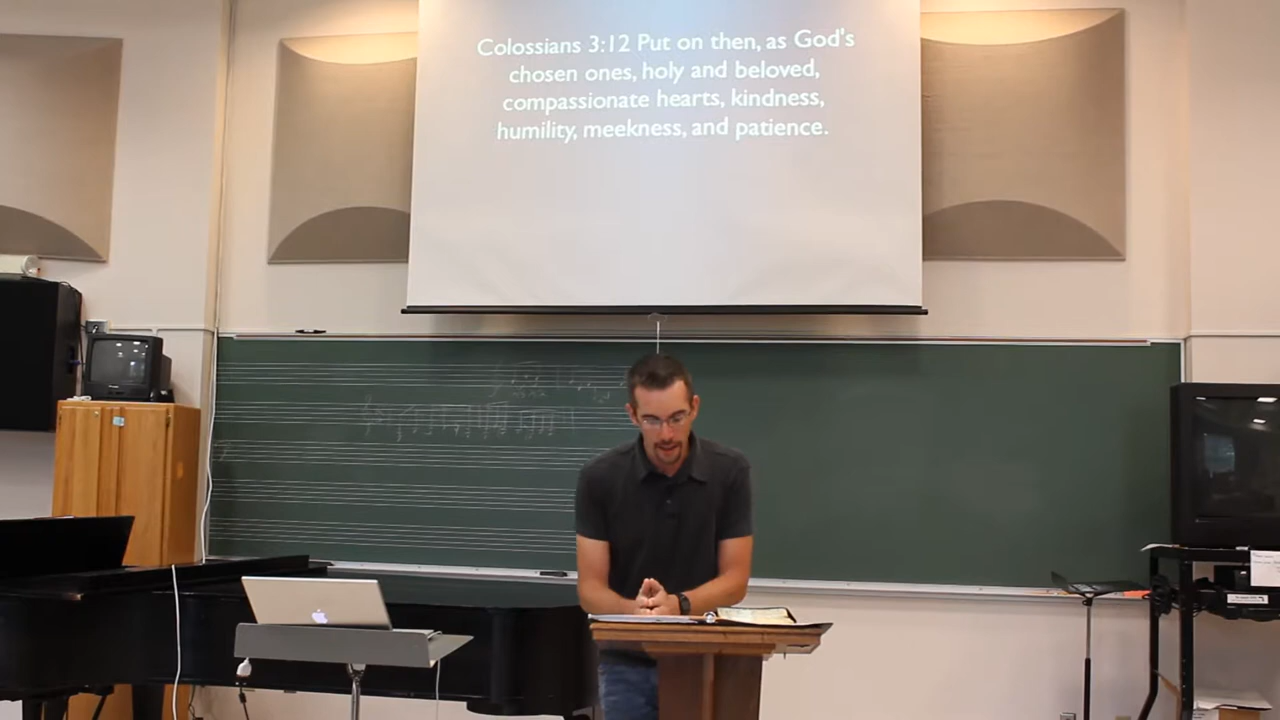 Colossians 3:12 Put on then, as God's
chosen ones, holy and beloved,
compassionate hearts, kindness,
humility, meekness, and patience.